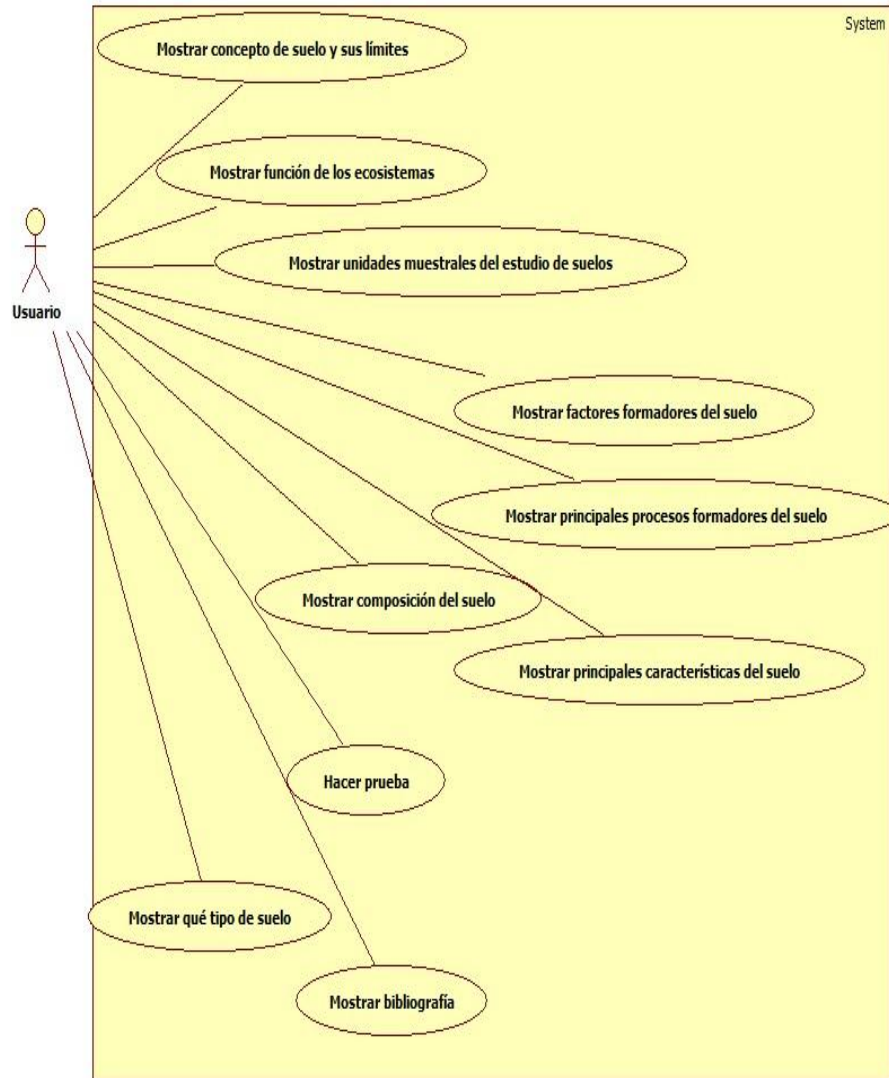 System
Mostrar concepto de suelo y sus límites
Mostrar función de los ecosistemas
Mostrar unidades muestrales del estudio de suelos
Usuario
Mostrar factores formadores del suelo
Mostrar principales procesos formadores del suelo
Mostrar composición del suelo
Mostrar principales características del suelo
Hacer prueba
Mostrar qué tipo de suelo
Mostrar bibliografía